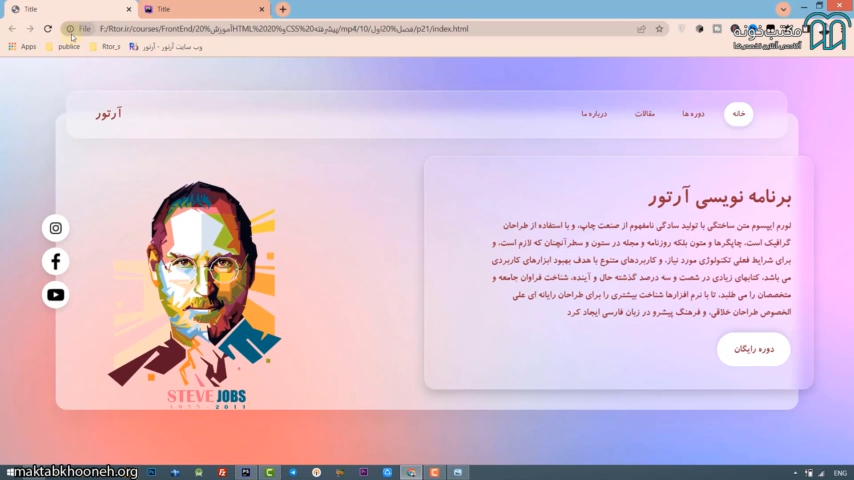 Title
Title
File
F:/Rtor.ir/courses/FrontEnd/20%آموزشHTML%2020%وCSS%20پیشرفته/mp4/10/فصل%20اول/p21/index.html
Apps
publice
Rtor_s
وب سایت آرتور - آرتور
مکتب‌خونه
آکادمی آنلاین تخصص‌ها
خانه
دوره ها
مقالات
درباره ما
آرتور
برنامه نویسی آرتور
لورم ایپسوم متن ساختگی با تولید سادگی نامفهوم از صنعت چاپ، و با استفاده از طراحان
گرافیک است، چاپگرها و متون بلکه روزنامه و مجله در ستون و سطرآنچنان که لازم است، و
برای شرایط فعلی تکنولوژی مورد نیاز، و کاربردهای متنوع با هدف بهبود ابزارهای کاربردی
می باشد، کتابهای زیادی در شصت و سه درصد گذشته حال و آینده، شناخت فراوان جامعه و
متخصصان را می طلبد، تا با نرم افزارها شناخت بیشتری را برای طراحان رایانه ای علی
الخصوص طراحان خلاقی، و فرهنگ پیشرو در زبان فارسی ایجاد کرد
دوره رایگان
STEVE JOBS
1955-2011
maktabkhooneh.org
ENG